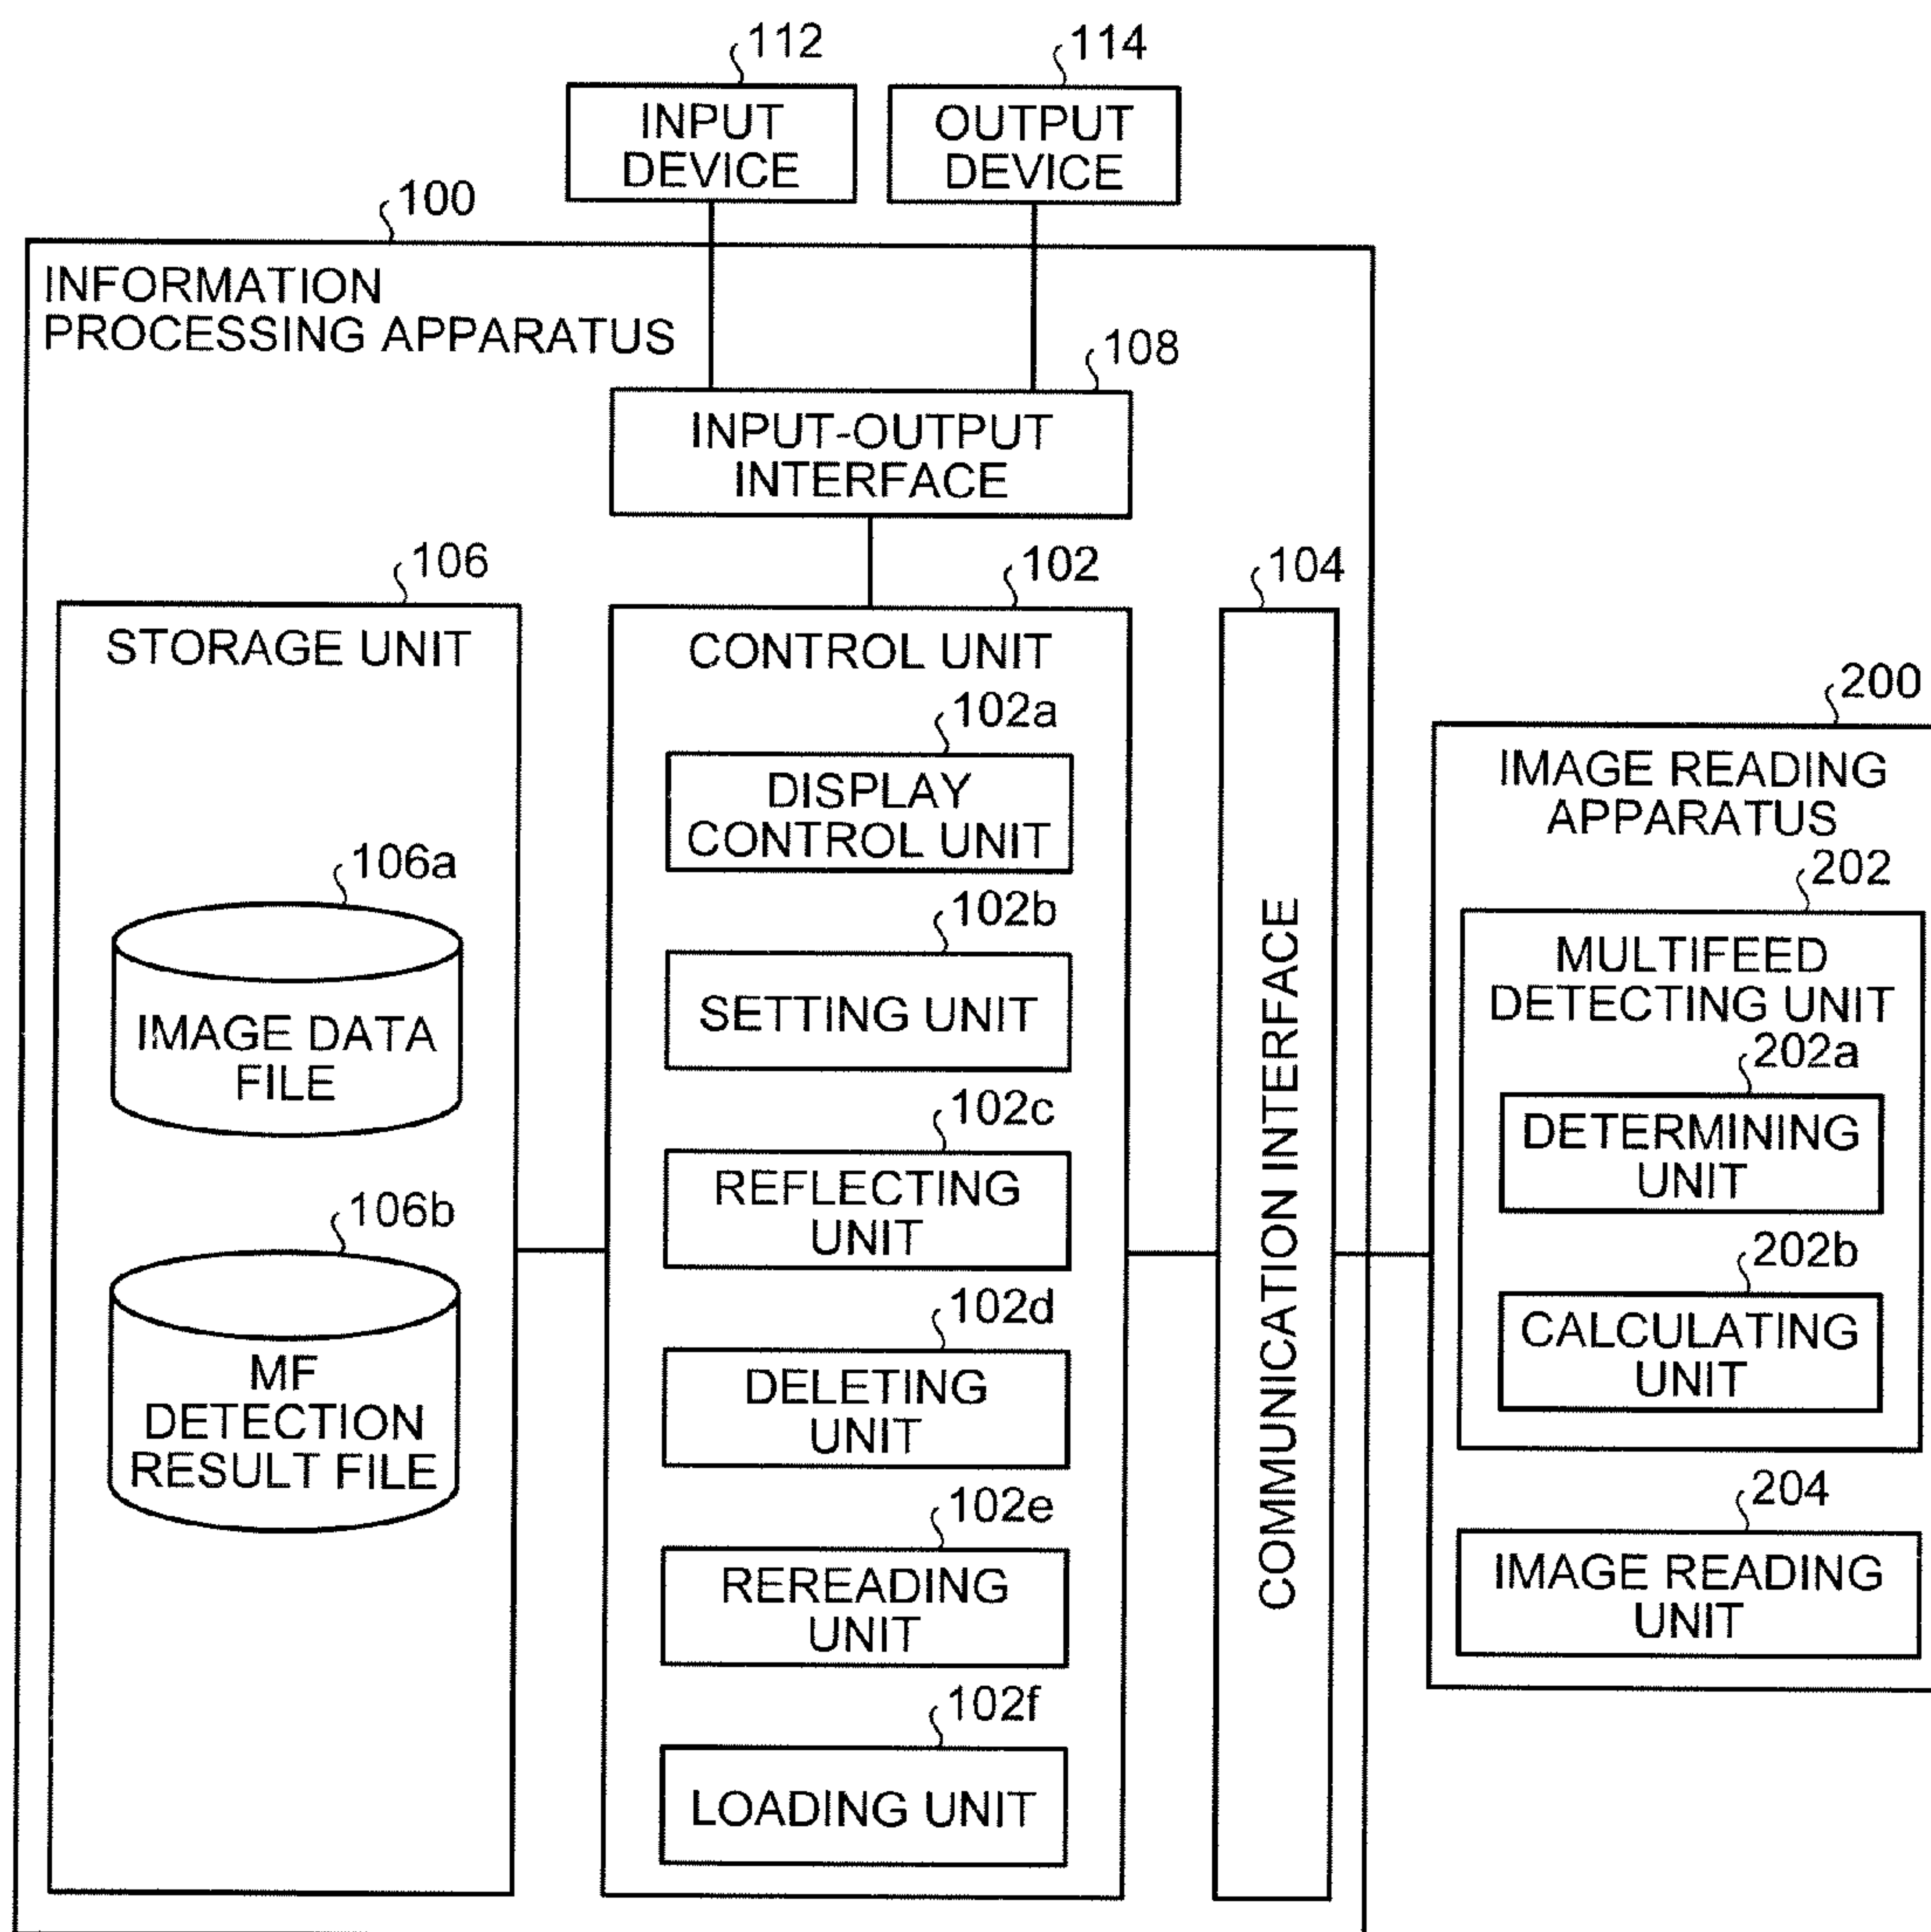 112
114
INPUT
DEVICE
OUTPUT
DEVICE
100
INFORMATION
PROCESSING APPARATUS
108
INPUT-OUTPUT
INTERFACE
106
STORAGE UNIT
106a
IMAGE DATA
FILE
106b
MF
DETECTION
RESULT FILE
102
CONTROL UNIT
102a
DISPLAY
CONTROL UNIT
102b
SETTING UNIT
102c
REFLECTING
UNIT
102d
DELETING
UNIT
102e
REREADING
UNIT
102f
LOADING UNIT
104
COMMUNICATION INTERFACE
200
IMAGE READING
APPARATUS
202
MULTIFEED
DETECTING UNIT
202a
DETERMINING
UNIT
202b
CALCULATING
UNIT
204
IMAGE READING
UNIT